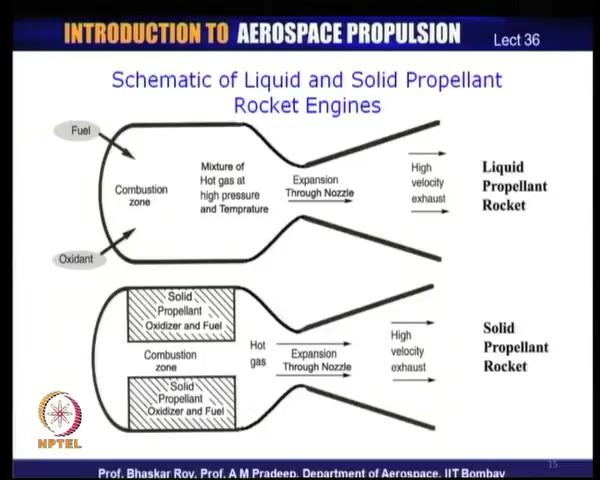 INTRODUCTION TO AEROSPACE PROPULSION
Lect 36
Schematic of Liquid and Solid Propellant
Rocket Engines
Fuel
Combustion
zone
Oxidant
Mixture of
Hot gas at
high pressure
and Temprature
Expansion
Through Nozzle
High
velocity
exhaust
Liquid
Propellant
Rocket
Solid
Propellant
Oxidizer and Fuel
Combustion
zone
Solid
Propellant
Oxidizer and Fuel
Hot
gas
Expansion
Through Nozzle
High
velocity
exhaust
Solid
Propellant
Rocket
NPTEL
15
Prof. Bhaskar Roy, Prof. A M Pradeep, Department of Aerospace, IIT Bombay